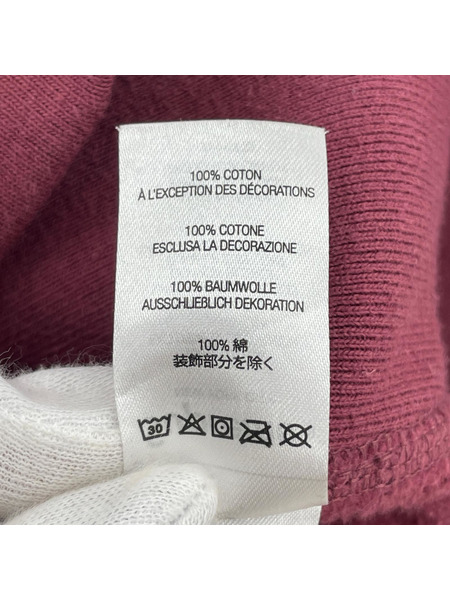 100% COTON
À L'EXCEPTION DES DÉCORATIONS
100% COTONE
ESCLUSA LA DECORAZIONE
100% BAUMWOLLE
AUSSCHLIEßLICH DEKORATION
100% 綿
装飾部分を除く
30